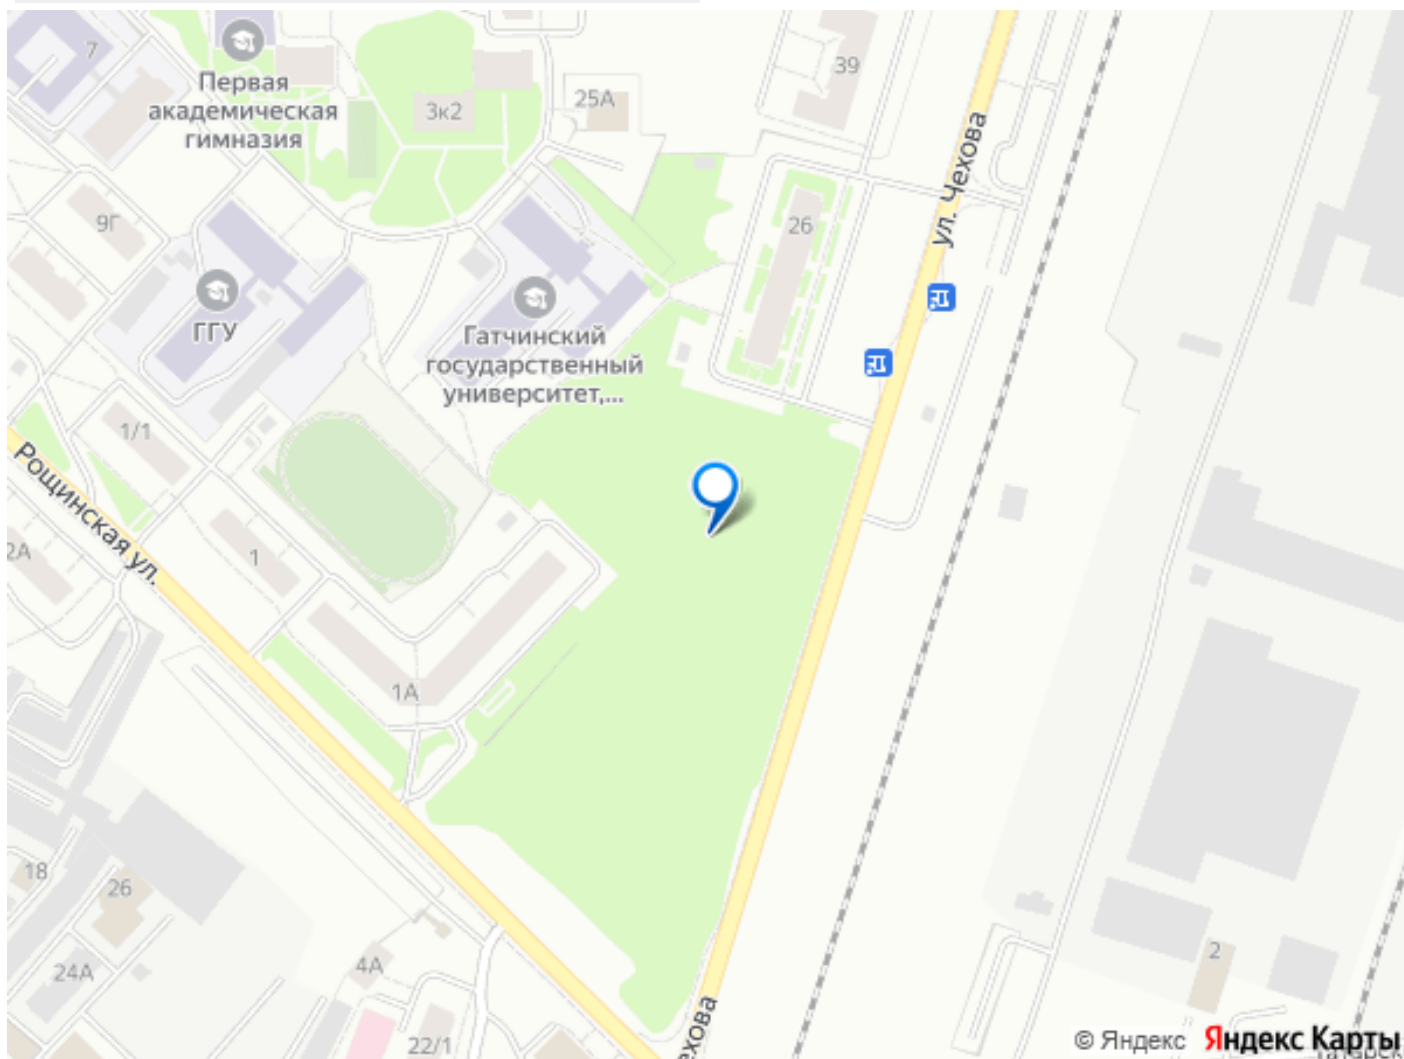 7
Первая
академическая
гимназия
3к2
25А
39
ул. Чехова
26
9Г
ГГУ
Гатчинский
государственный
университет,...
1/1
Рощинская ул.
2А
1
1А
18
26
24А
4А
22/1
2
© Яндекс Яндекс Карты